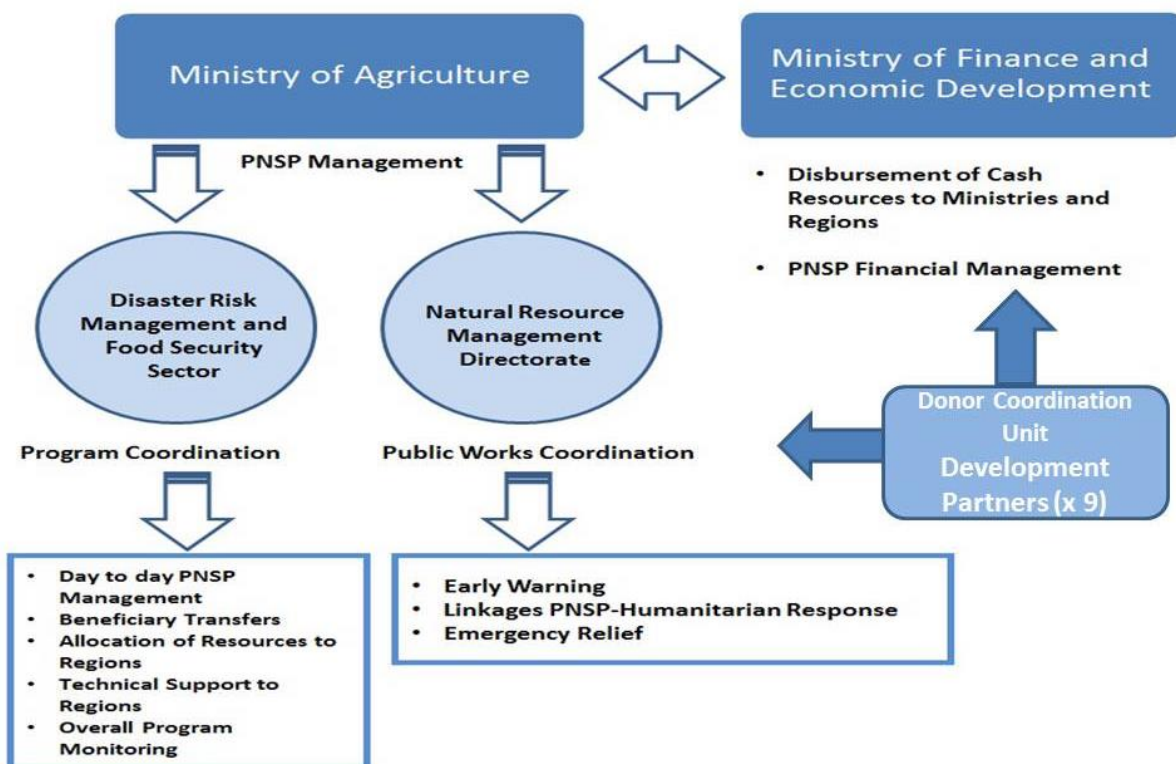 Ministry of Agriculture
Ministry of Finance and
Economic Development
PNSP Management
• Disbursement of Cash
Resources to Ministries and
Regions
• PNSP Financial Management
Disaster Risk
Management and
Food Security
Sector
Natural Resource
Management
Directorate
Donor Coordination
Unit
Development
Partners (x 9)
Program Coordination
Public Works Coordination
• Day to day PNSP
Management
• Beneficiary Transfers
• Allocation of Resources to
Regions
• Technical Support to
Regions
• Overall Program
Monitoring
• Early Warning
• Linkages PNSP-Humanitarian Response
• Emergency Relief